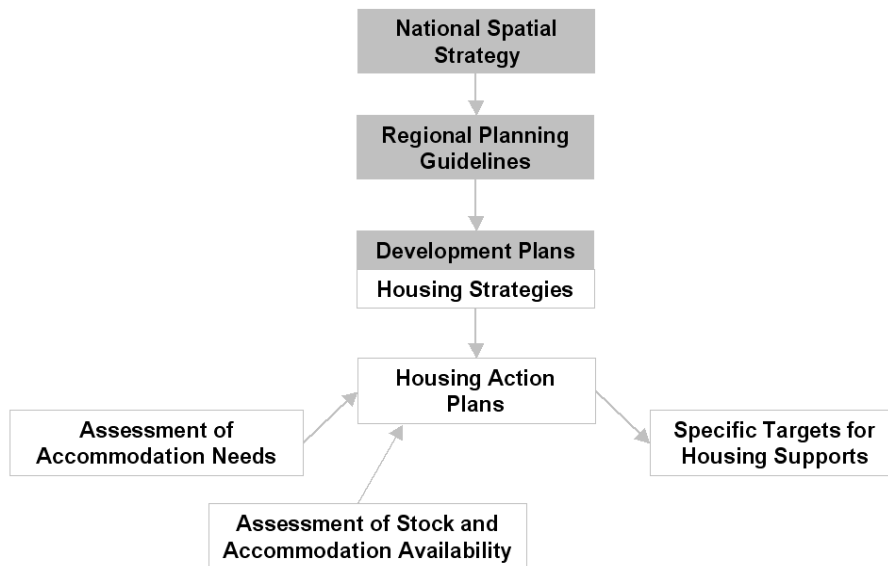 National Spatial
Strategy
Regional Planning
Guidelines
Development Plans
Housing Strategies
Housing Action
Plans
Assessment of
Accommodation Needs
Specific Targets for
Housing Supports
Assessment of Stock and
Accommodation Availability